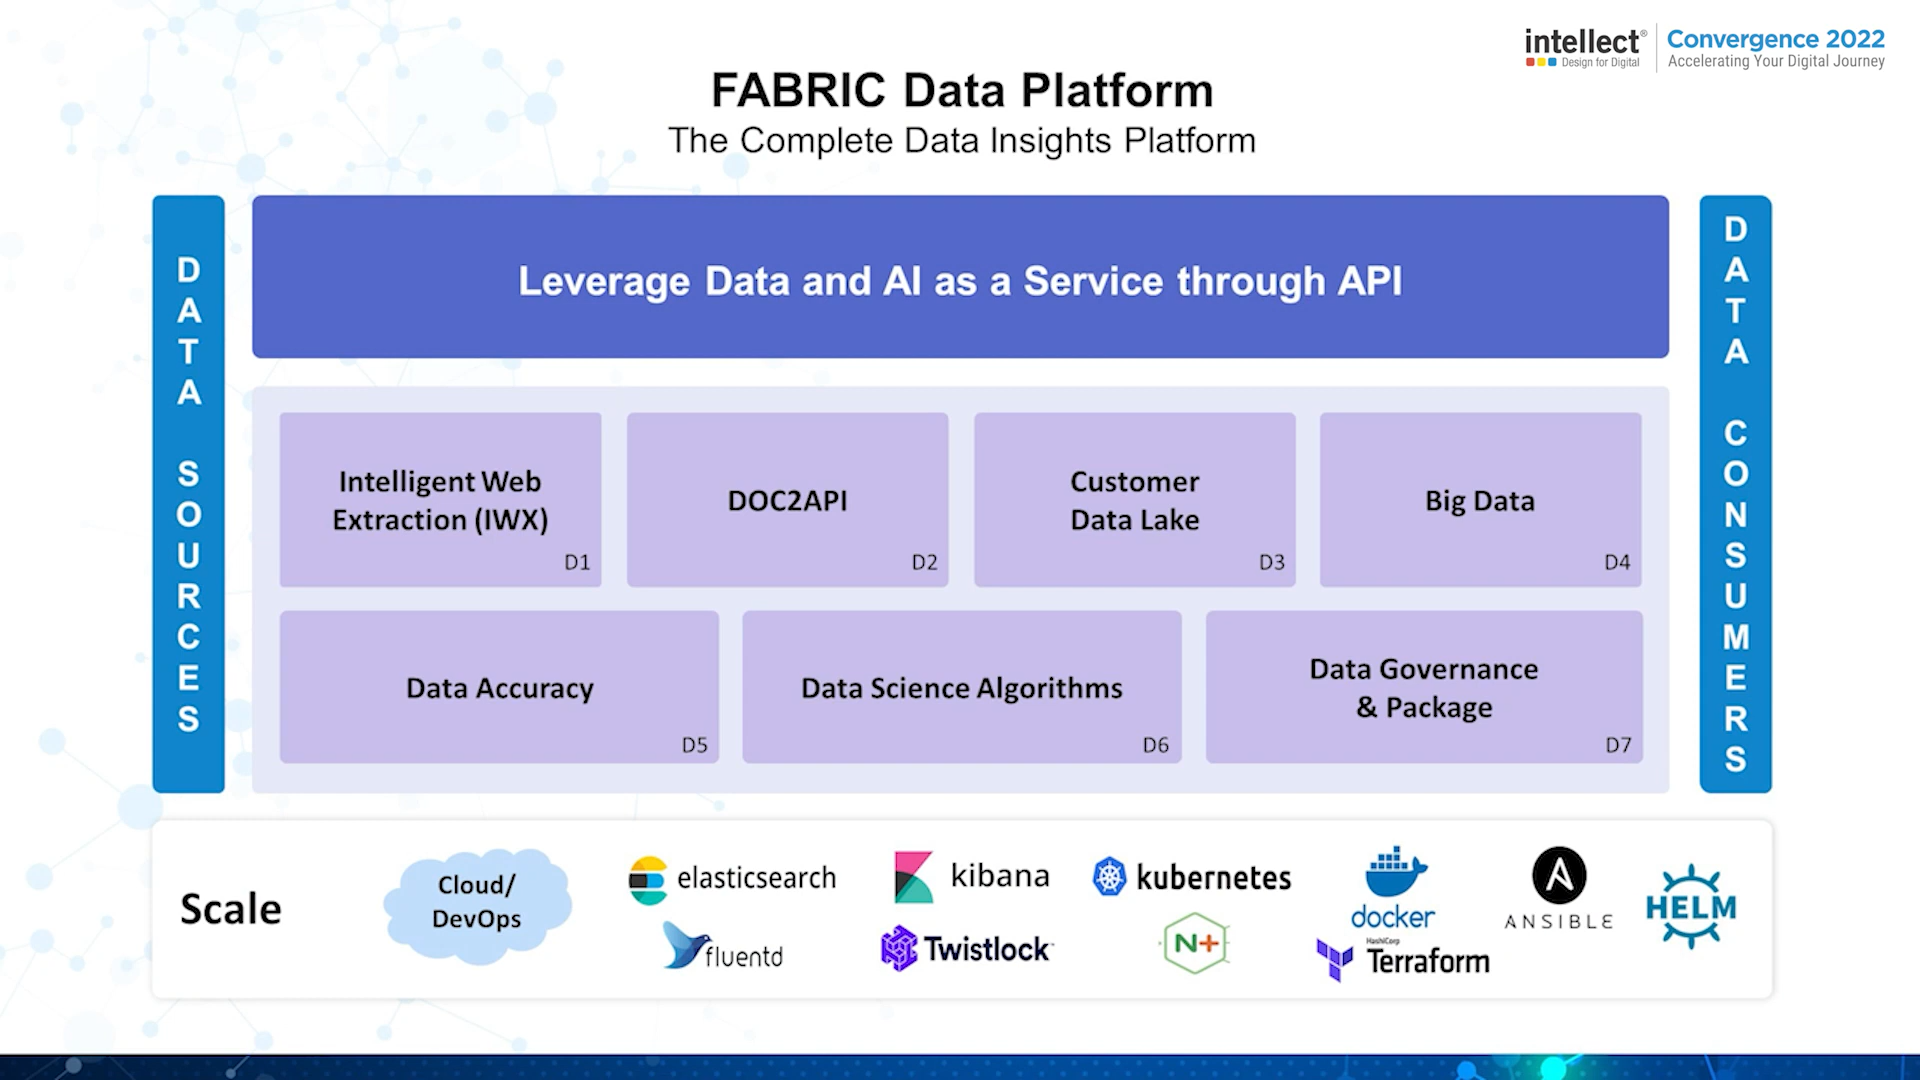 intellect®
Design for Digital
Convergence 2022
Accelerating Your Digital Journey
FABRIC Data Platform
The Complete Data Insights Platform
DATA SOURCES
Leverage Data and AI as a Service through API
DATA CONSUMERS
Intelligent Web
Extraction (IWX)
D1
DOC2API
D2
Customer
Data Lake
D3
Big Data
D4
Data Accuracy
D5
Data Science Algorithms
D6
Data Governance
& Package
D7
Scale
Cloud/
DevOps
elasticsearch
kibana
kubernetes
docker
A
ANSIBLE
HELM
fluentd
Twistlock
N+
HashiCorp
Terraform